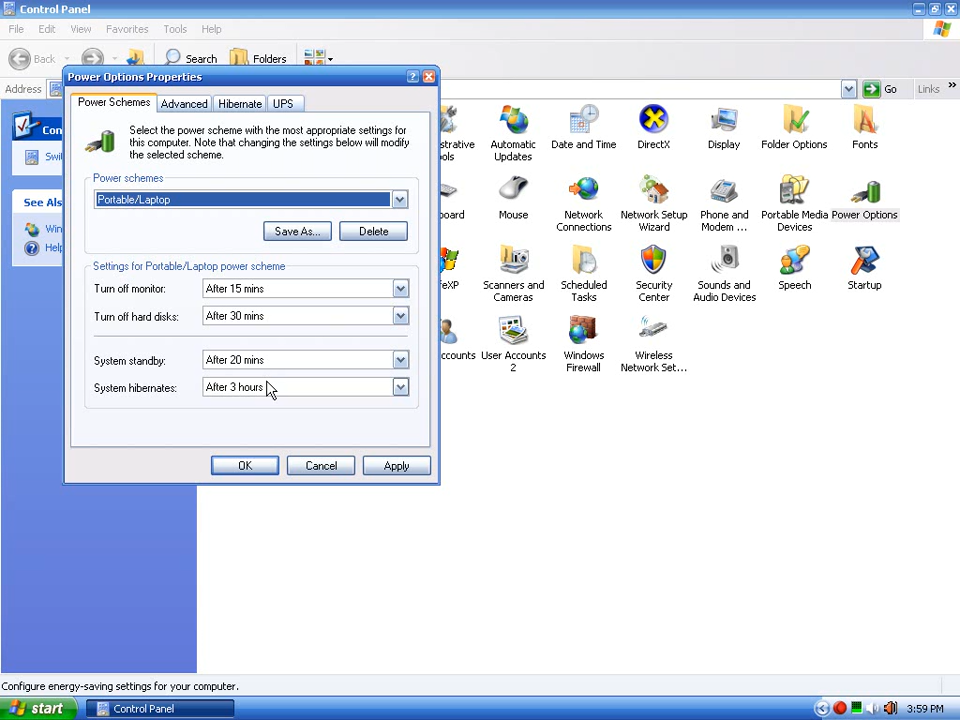 Control Panel
File Edit View Favorites Tools Help
Back Search Folders
Address Go Links »
Power Options Properties
Power Schemes Advanced Hibernate UPS
Select the power scheme with the most appropriate settings for
this computer. Note that changing the settings below will modify
the selected scheme.
Power schemes
Portable/Laptop
Save As... Delete
Settings for Portable/Laptop power scheme
Turn off monitor: After 15 mins
Turn off hard disks: After 30 mins
System standby: After 20 mins
System hibernates: After 3 hours
OK Cancel Apply
Con
Swit
See Als
Win
Help
Automatic
Updates
Date and Time
DirectX
Display
Folder Options
Fonts
Mouse
Network
Connections
Network Setup
Wizard
Phone and
Modem ...
Portable Media
Devices
Power Options
Scanners and
Cameras
Scheduled
Tasks
Security
Center
Sounds and
Audio Devices
Speech
Startup
User Accounts
2
Windows
Firewall
Wireless
Network Set...
Configure energy-saving settings for your computer.
start Control Panel 3:59 PM